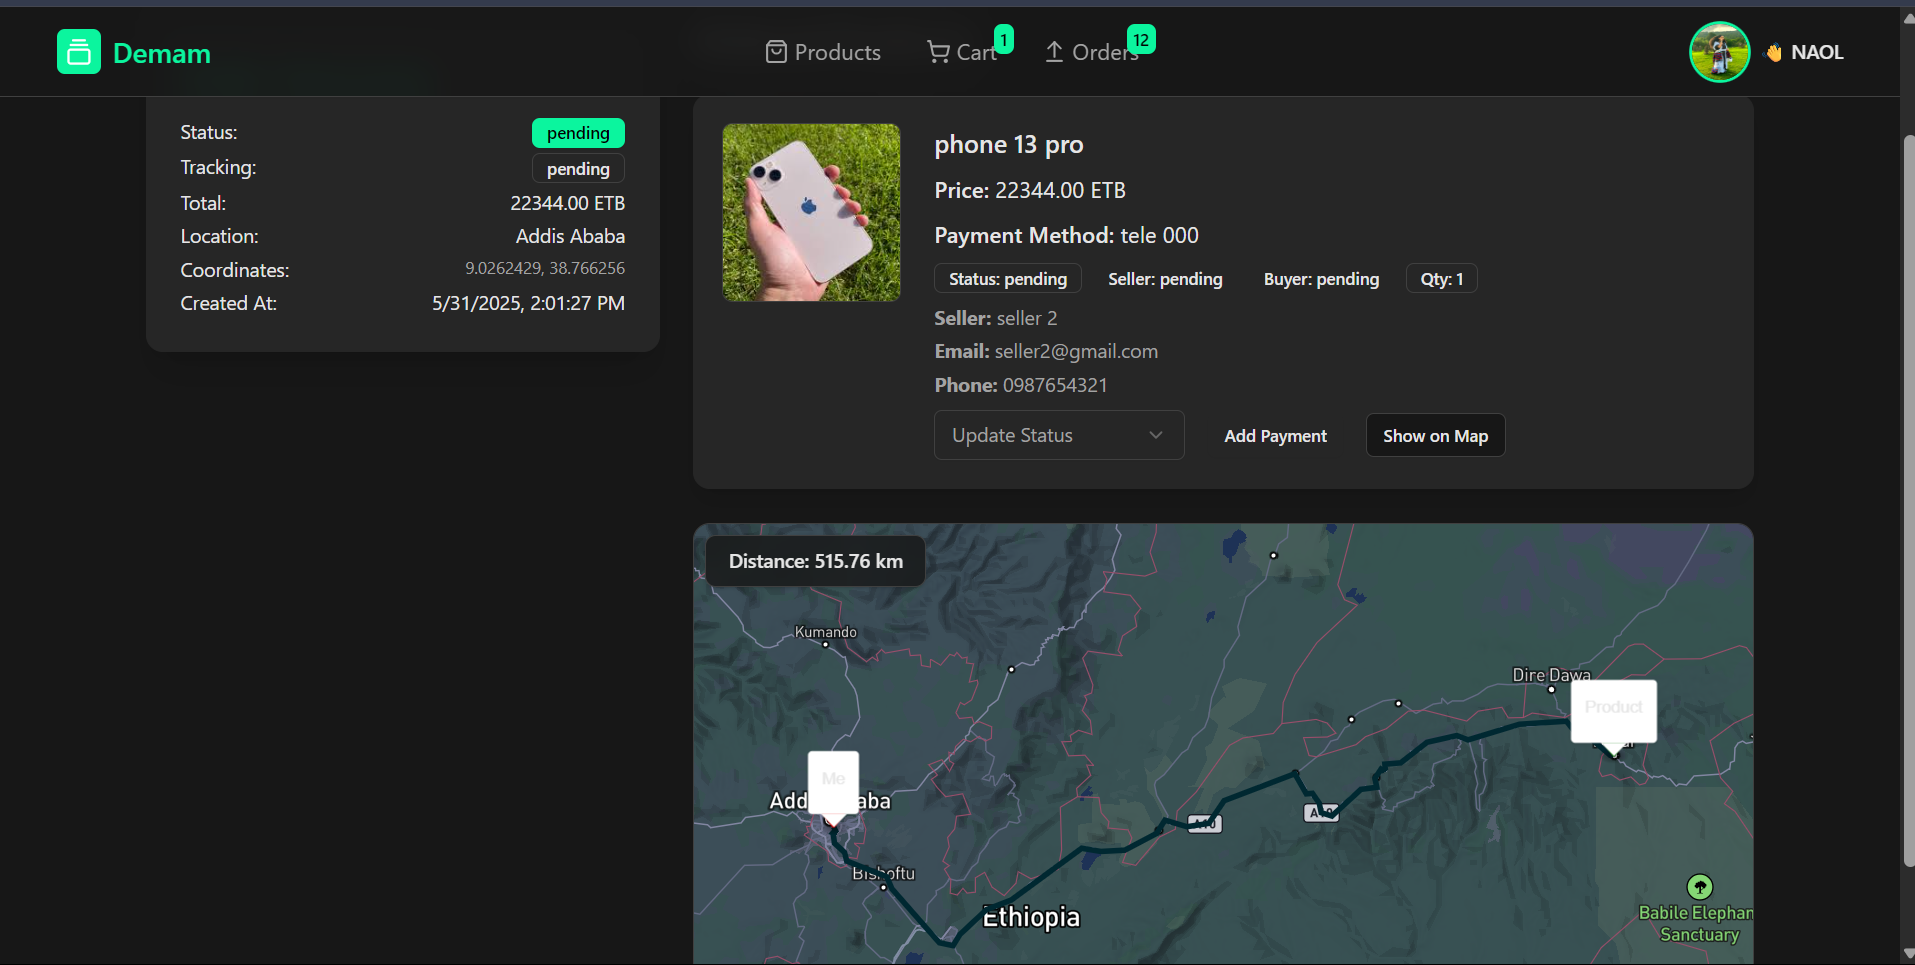 Demam
Products
Cart
1
Orders
12
👋 NAOL
Status:
pending
Tracking:
pending
Total:
22344.00 ETB
Location:
Addis Ababa
Coordinates:
9.0262429, 38.766256
Created At:
5/31/2025, 2:01:27 PM
phone 13 pro
Price: 22344.00 ETB
Payment Method: tele 000
Status: pending
Seller: pending
Buyer: pending
Qty: 1
Seller: seller 2
Email: seller2@gmail.com
Phone: 0987654321
Update Status
Add Payment
Show on Map
Distance: 515.76 km
Kumando
Dire Dawa
Product
Me
Bishoftu
Ethiopia
Babile Elephan
Sanctuary